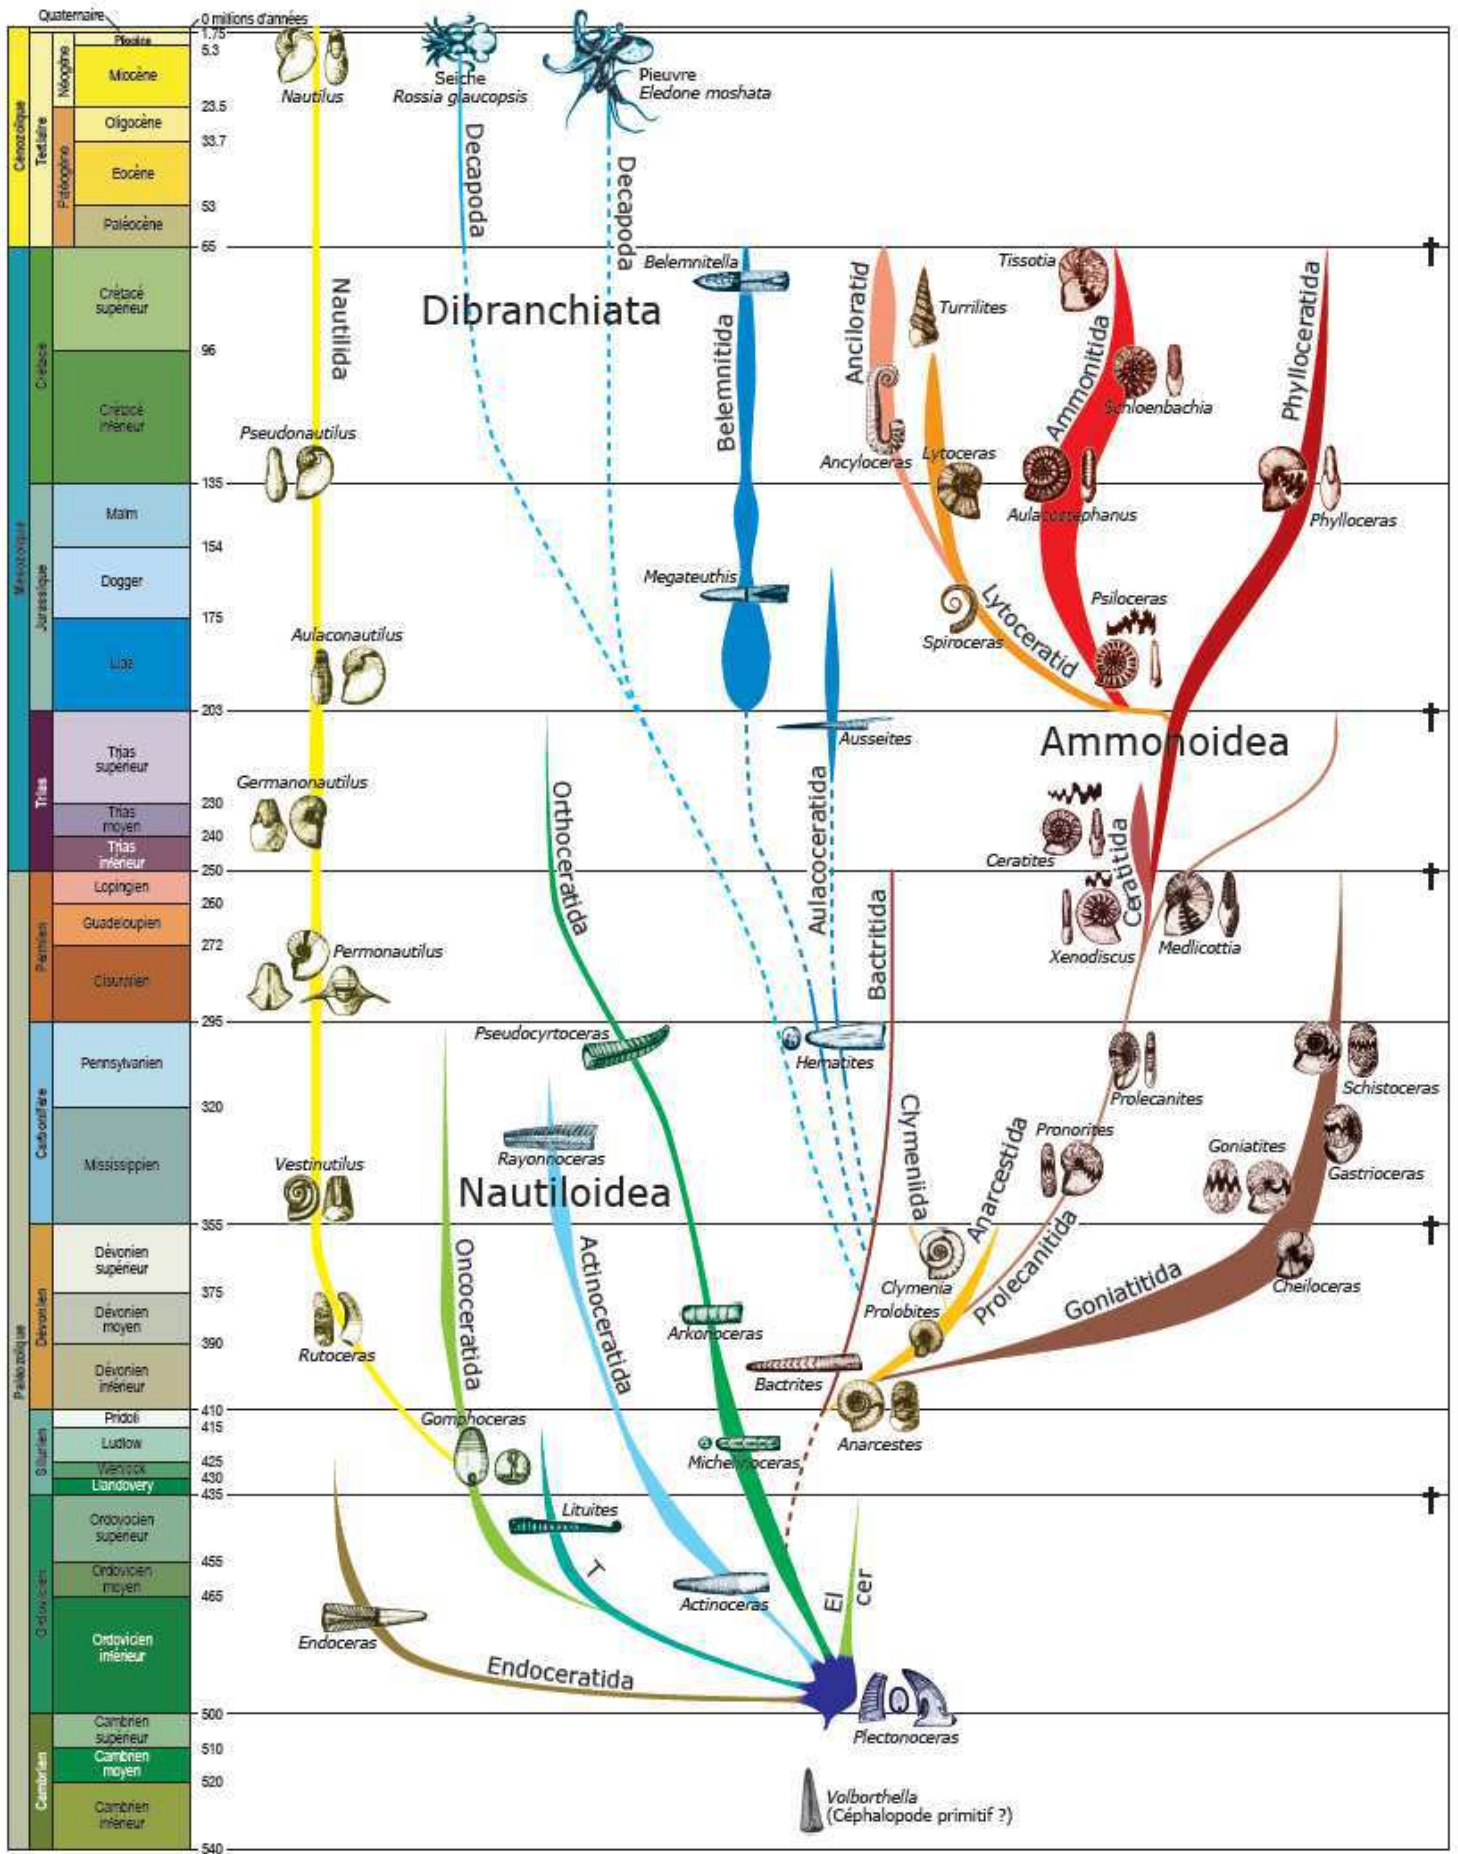 Quaternaire
0 millions d'années
1.75
Pliocène
5.3
Miocène
23.5
Oligocène
33.7
Eocène
53
Paléocène
65
Néogène
Paléogène
Tertiaire
Cénozoïque
Crétacé supérieur
96
Crétacé inférieur
135
Crétacé
Malm
154
Dogger
175
Lias
203
Jurassique
Mésozoïque
Trias supérieur
230
Trias moyen
240
Trias inférieur
250
Trias
Lopingien
260
Guadeloupien
272
Cisuralien
295
Permien
Pennsylvanien
320
Mississippien
355
Carbonifère
Dévonien supérieur
375
Dévonien moyen
390
Dévonien inférieur
410
Dévonien
Pridoli
415
Ludlow
425
Wenlock
430
Llandovery
435
Silurien
Ordovocien supérieur
455
Ordovicien moyen
465
Ordovicien inférieur
500
Ordovicien
Cambrien supérieur
510
Cambrien moyen
520
Cambrien inférieur
540
Cambrien
Paléozoïque
Nautilus
Seiche
Rossia glaucopsis
Pieuvre
Eledone moshata
Decapoda
Decapoda
Nautilida
Dibranchiata
Belemnitella
Belemnitida
Anciloratid
Turrilites
Tissotia
Ammonitida
Schloenbachia
Phylloceratida
Pseudonautilus
Ancyloceras
Lytoceras
Aulacostephanus
Phylloceras
Megateuthis
Spiroceras
Lytoceratid
Psiloceras
Aulaconautilus
Ausseites
Ammonoidea
Germanonautilus
Orthoceratida
Aulacoceratida
Ceratites
Ceratitida
Bactritida
Permonautilus
Xenodiscus
Medlicottia
Pseudocyrtoceras
Hematites
Prolecanites
Schistoceras
Rayonnoceras
Clymeniida
Anarcestida
Pronorites
Goniatites
Gastrioceras
Vestinutilus
Nautiloidea
Oncoceratida
Actinoceratida
Clymenia
Prolobites
Prolecanitida
Goniatitida
Cheiloceras
Rutoceras
Arkonoceras
Bactrites
Gomphoceras
Anarcestes
Michelinoceras
Lituites
T
Actinoceras
El
cer
Endoceras
Endoceratida
Plectonoceras
Volborthella
(Céphalopode primitif ?)